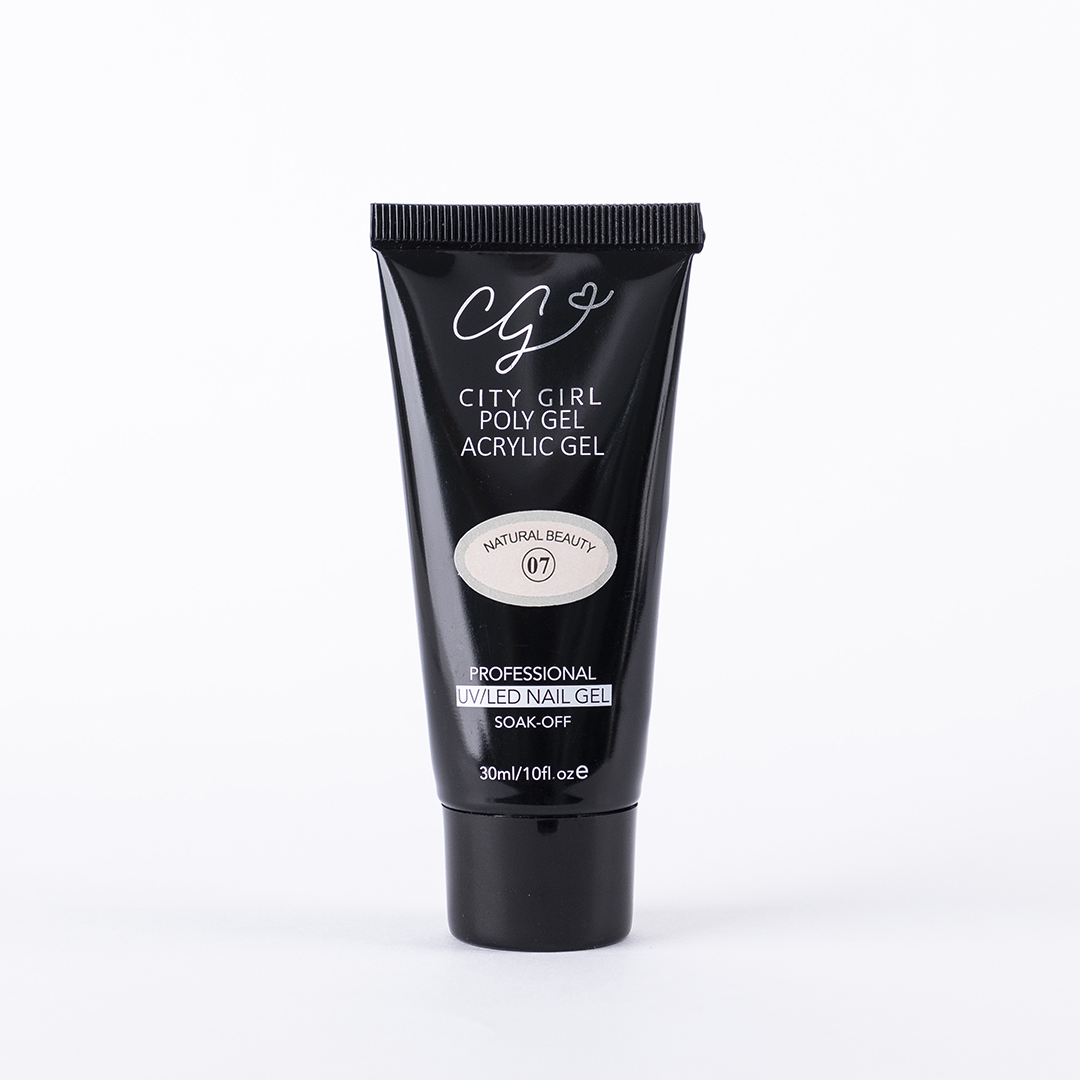 CG
CITY GIRL
POLY GEL
ACRYLIC GEL
NATURAL BEAUTY
07
PROFESSIONAL
UV/LED NAIL GEL
SOAK-OFF
30ml/10fl.oz e